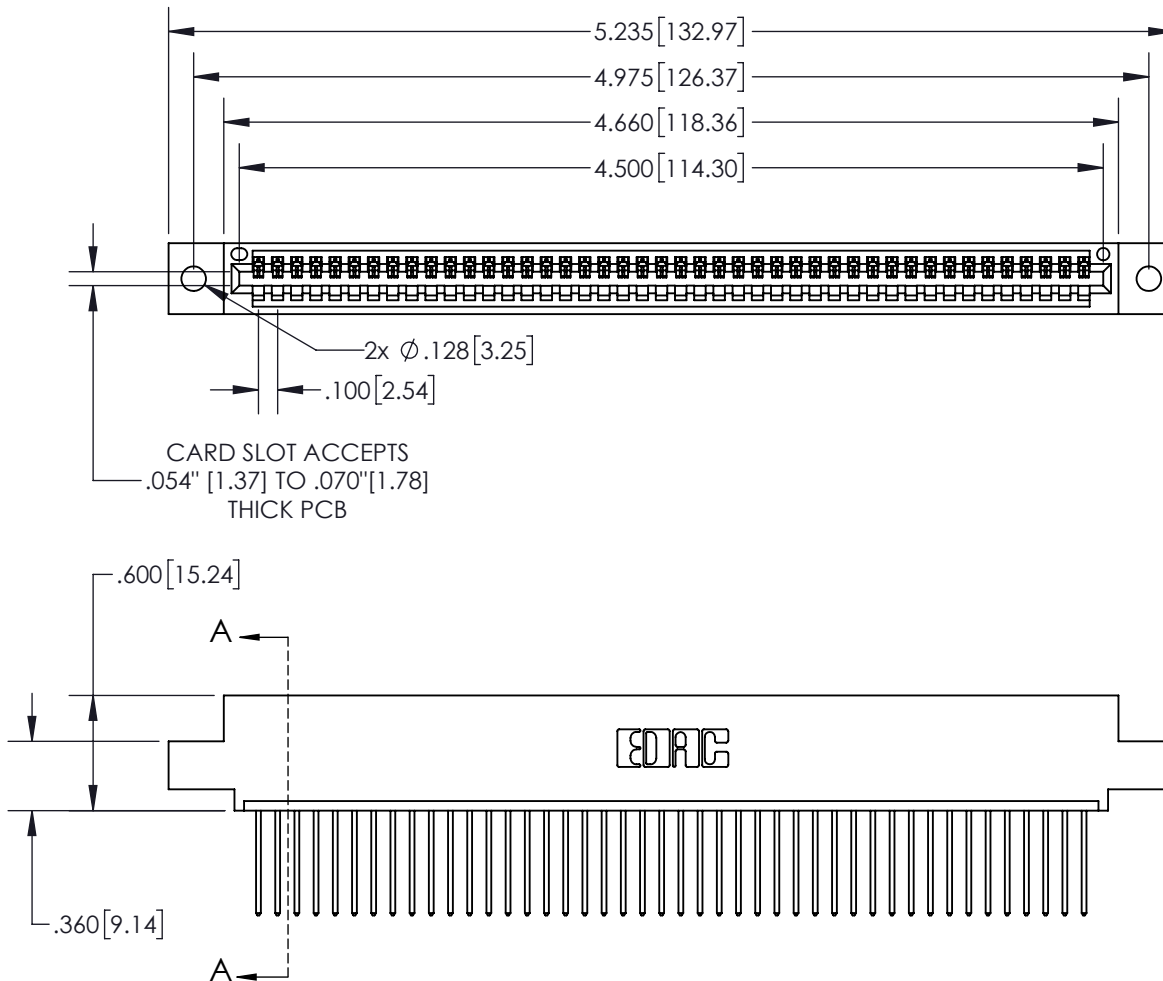 5.235[132.97]
4.975[126.37]
4.660[118.36]
4.500[114.30]
2x ∅.128[3.25]
.100[2.54]
CARD SLOT ACCEPTS
.054" [1.37] TO .070"[1.78]
THICK PCB
.600[15.24]
A
EDAC
.360[9.14]
A